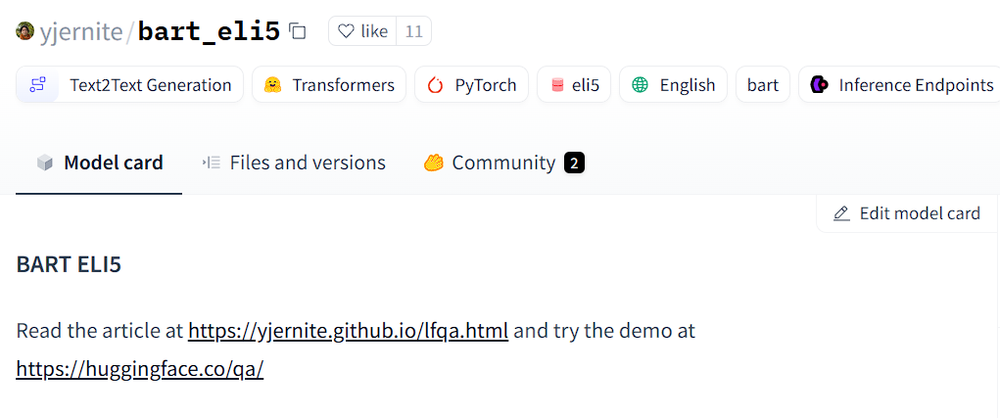 yjernite/bart_eli5 like 11
Text2Text Generation Transformers PyTorch eli5 English bart Inference Endpoints
Model card Files and versions Community 2
Edit model card
BART ELI5
Read the article at https://yjernite.github.io/lfqa.html and try the demo at
https://huggingface.co/qa/